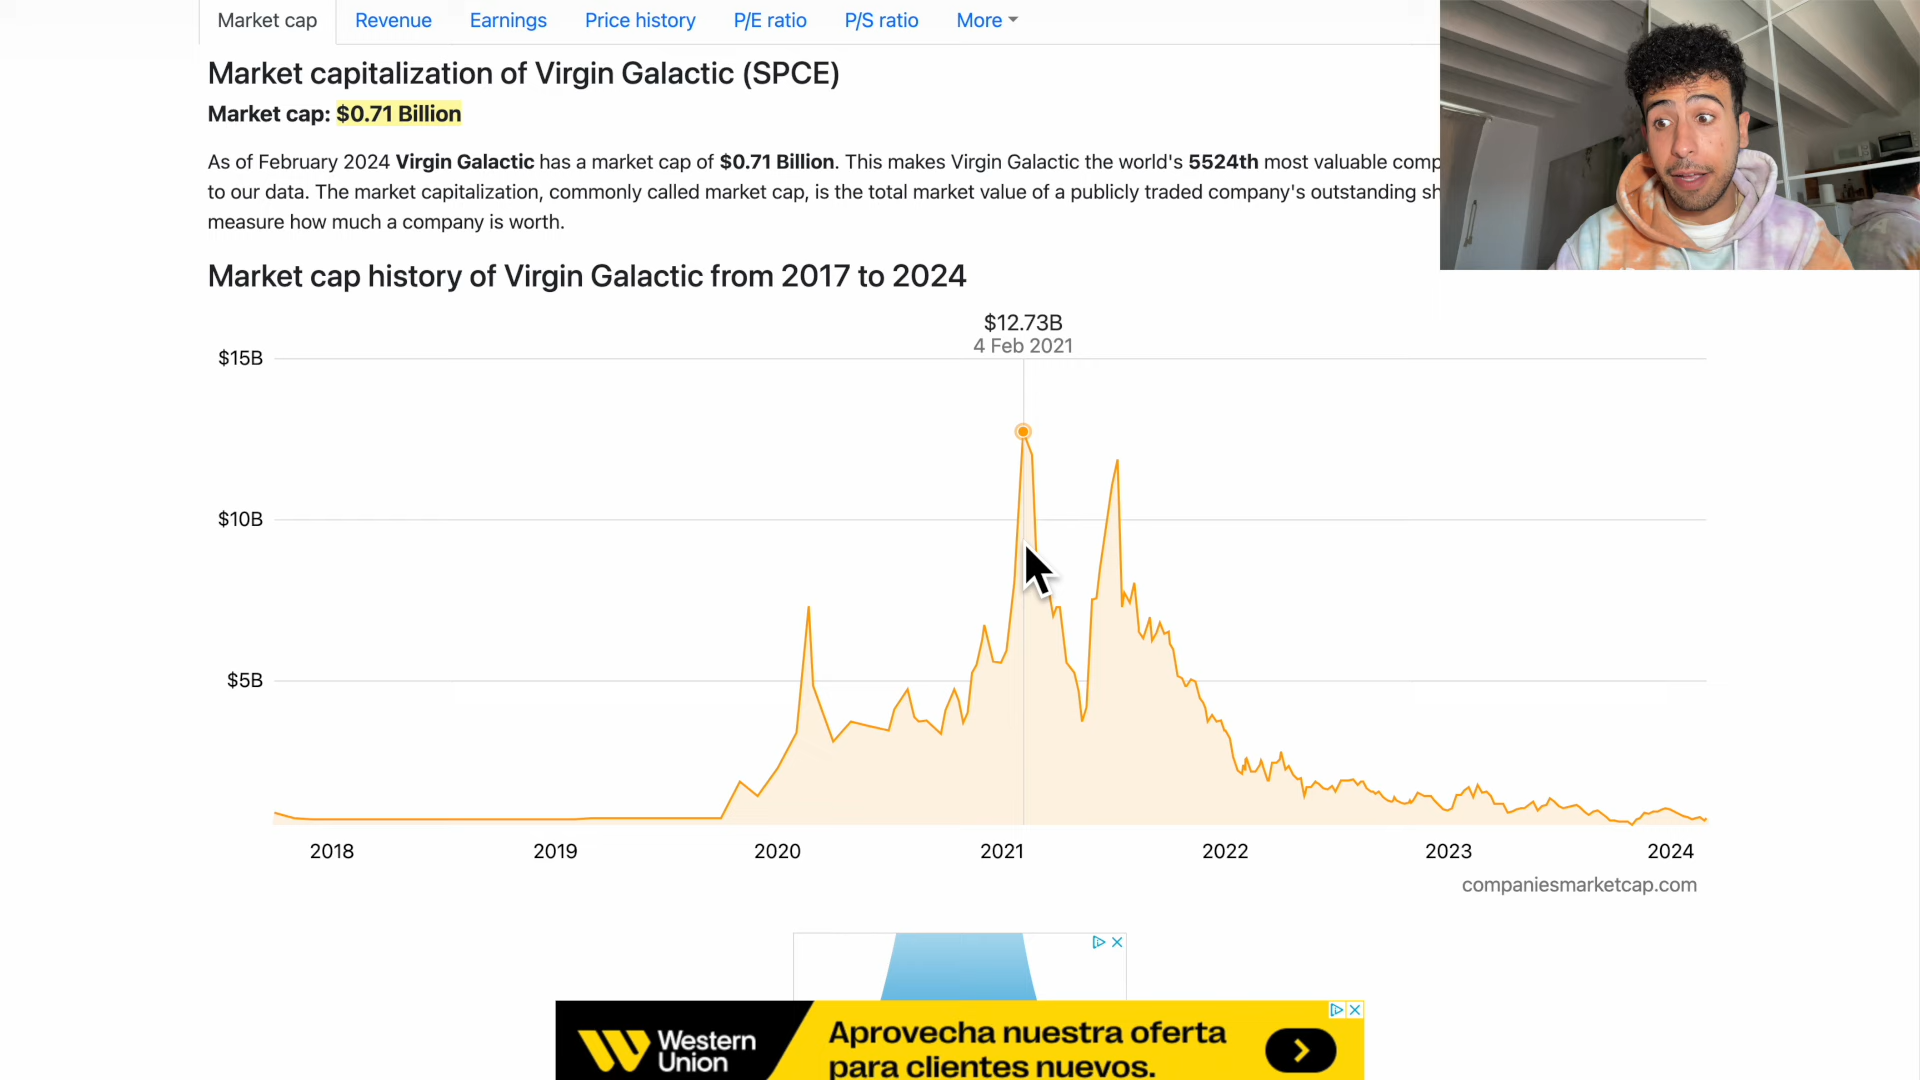 Market cap
Revenue
Earnings
Price history
P/E ratio
P/S ratio
More
Market capitalization of Virgin Galactic (SPCE)
Market cap: $0.71 Billion
As of February 2024 Virgin Galactic has a market cap of $0.71 Billion. This makes Virgin Galactic the world's 5524th most valuable comp
to our data. The market capitalization, commonly called market cap, is the total market value of a publicly traded company's outstanding sh
measure how much a company is worth.
Market cap history of Virgin Galactic from 2017 to 2024
$12.73B
4 Feb 2021
$15B
$10B
$5B
2018
2019
2020
2021
2022
2023
2024
companiesmarketcap.com
Western
Union
Aprovecha nuestra oferta
para clientes nuevos.